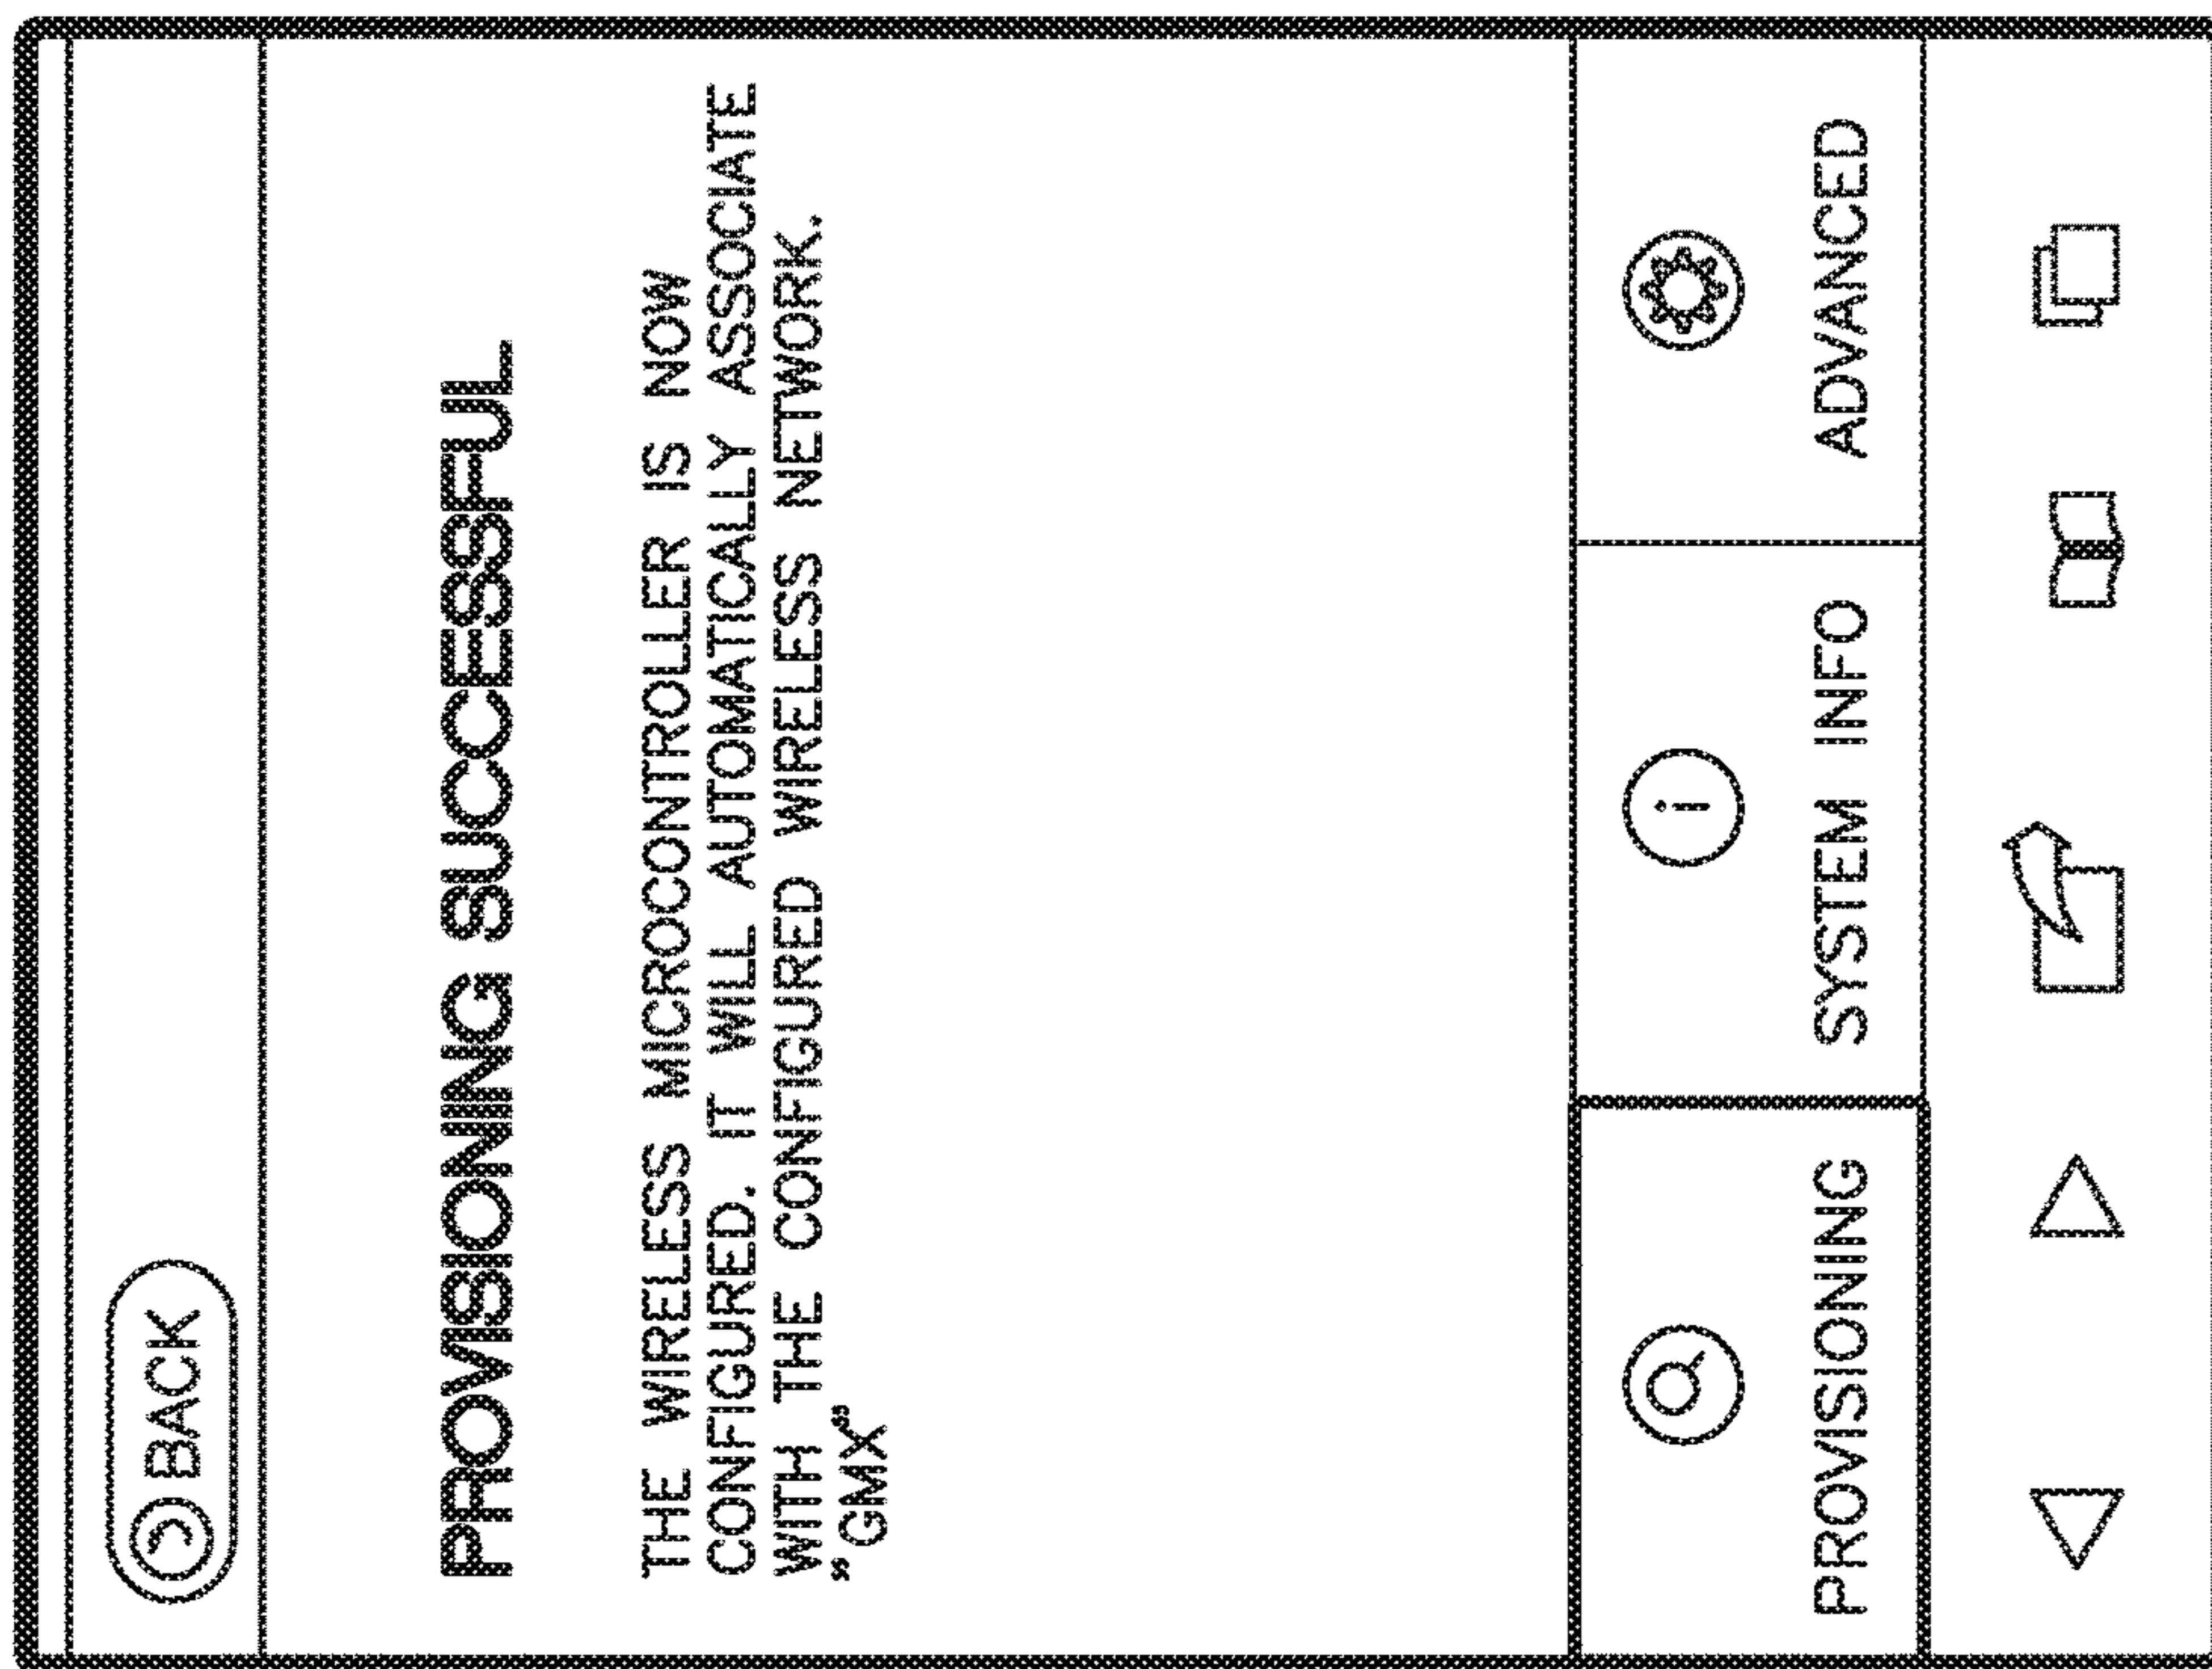 BACK
PROVISIONING SUCCESSFUL
THE WIRELESS MICROCONTROLLER IS NOW
CONFIGURED. IT WILL AUTOMATICALLY ASSOCIATE
WITH THE CONFIGURED WIRELESS NETWORK.
"GMX"
PROVISIONING
i
SYSTEM INFO
ADVANCED